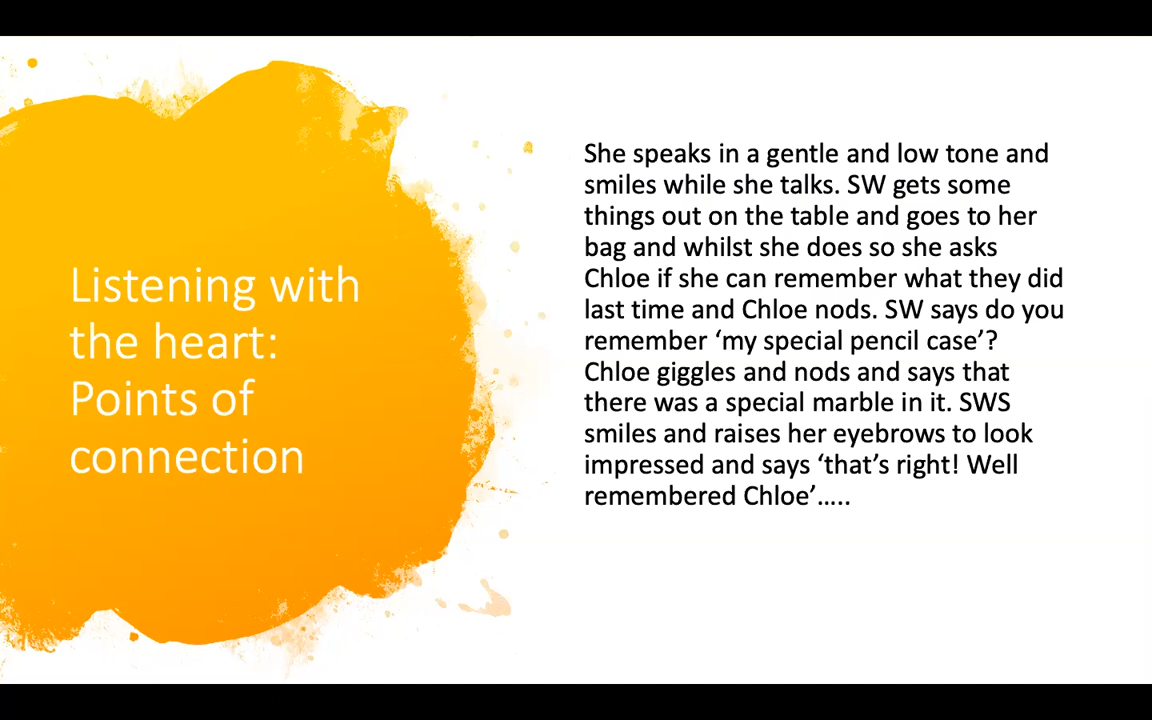 Listening with
the heart:
Points of
connection
She speaks in a gentle and low tone and
smiles while she talks. SW gets some
things out on the table and goes to her
bag and whilst she does so she asks
Chloe if she can remember what they did
last time and Chloe nods. SW says do you
remember ‘my special pencil case’?
Chloe giggles and nods and says that
there was a special marble in it. SWS
smiles and raises her eyebrows to look
impressed and says ‘that’s right! Well
remembered Chloe’…..